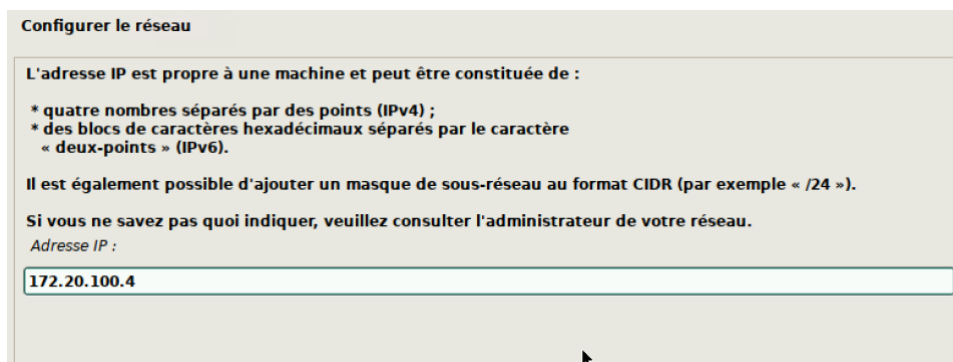 Configurer le réseau
L'adresse IP est propre à une machine et peut être constituée de :
* quatre nombres séparés par des points (IPv4) ;
* des blocs de caractères hexadécimaux séparés par le caractère
« deux-points » (IPv6).
Il est également possible d'ajouter un masque de sous-réseau au format CIDR (par exemple « /24 »).
Si vous ne savez pas quoi indiquer, veuillez consulter l'administrateur de votre réseau.
Adresse IP :
172.20.100.4